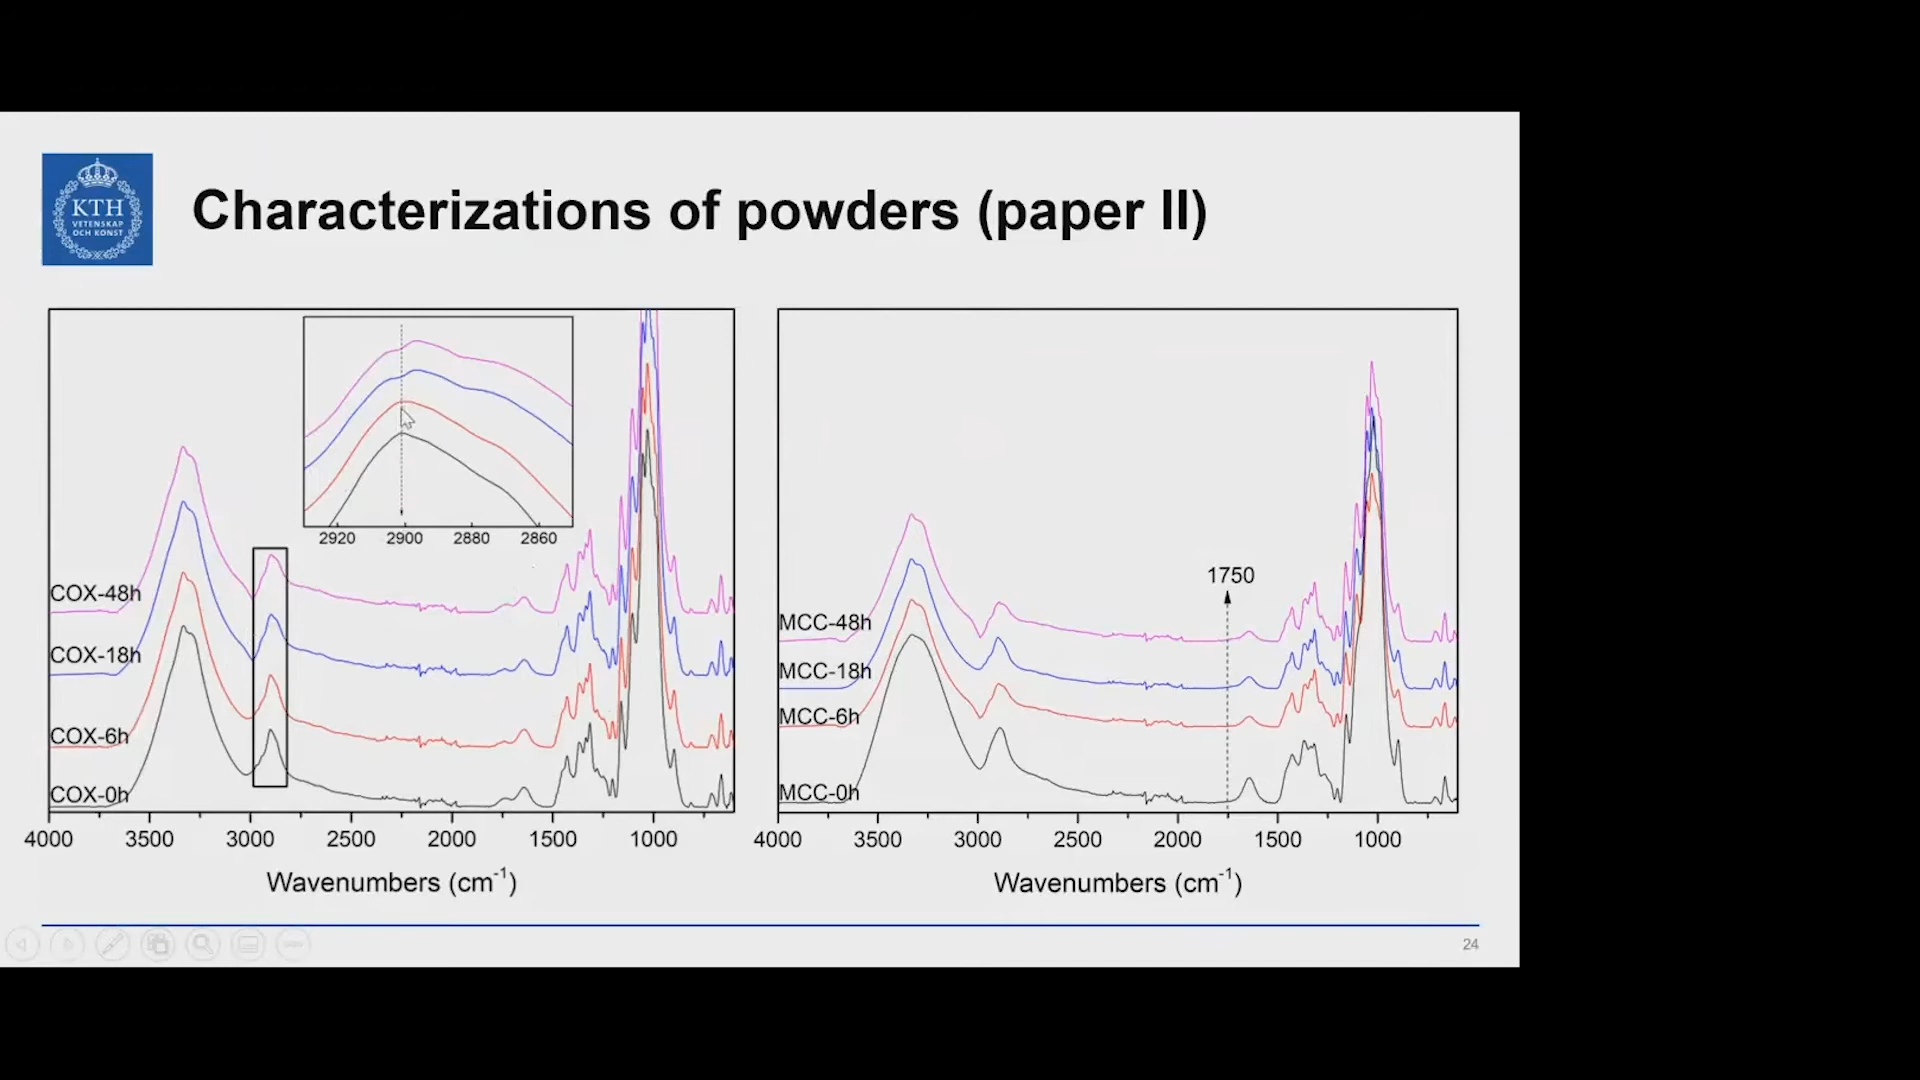 KTH
VETENSKAP
OCH KONST
Characterizations of powders (paper II)
2920 2900 2880 2860
COX-48h
COX-18h
COX-6h
COX-0h
4000 3500 3000 2500 2000 1500 1000
Wavenumbers (cm-1)
1750
MCC-48h
MCC-18h
MCC-6h
MCC-0h
4000 3500 3000 2500 2000 1500 1000
Wavenumbers (cm-1)
24